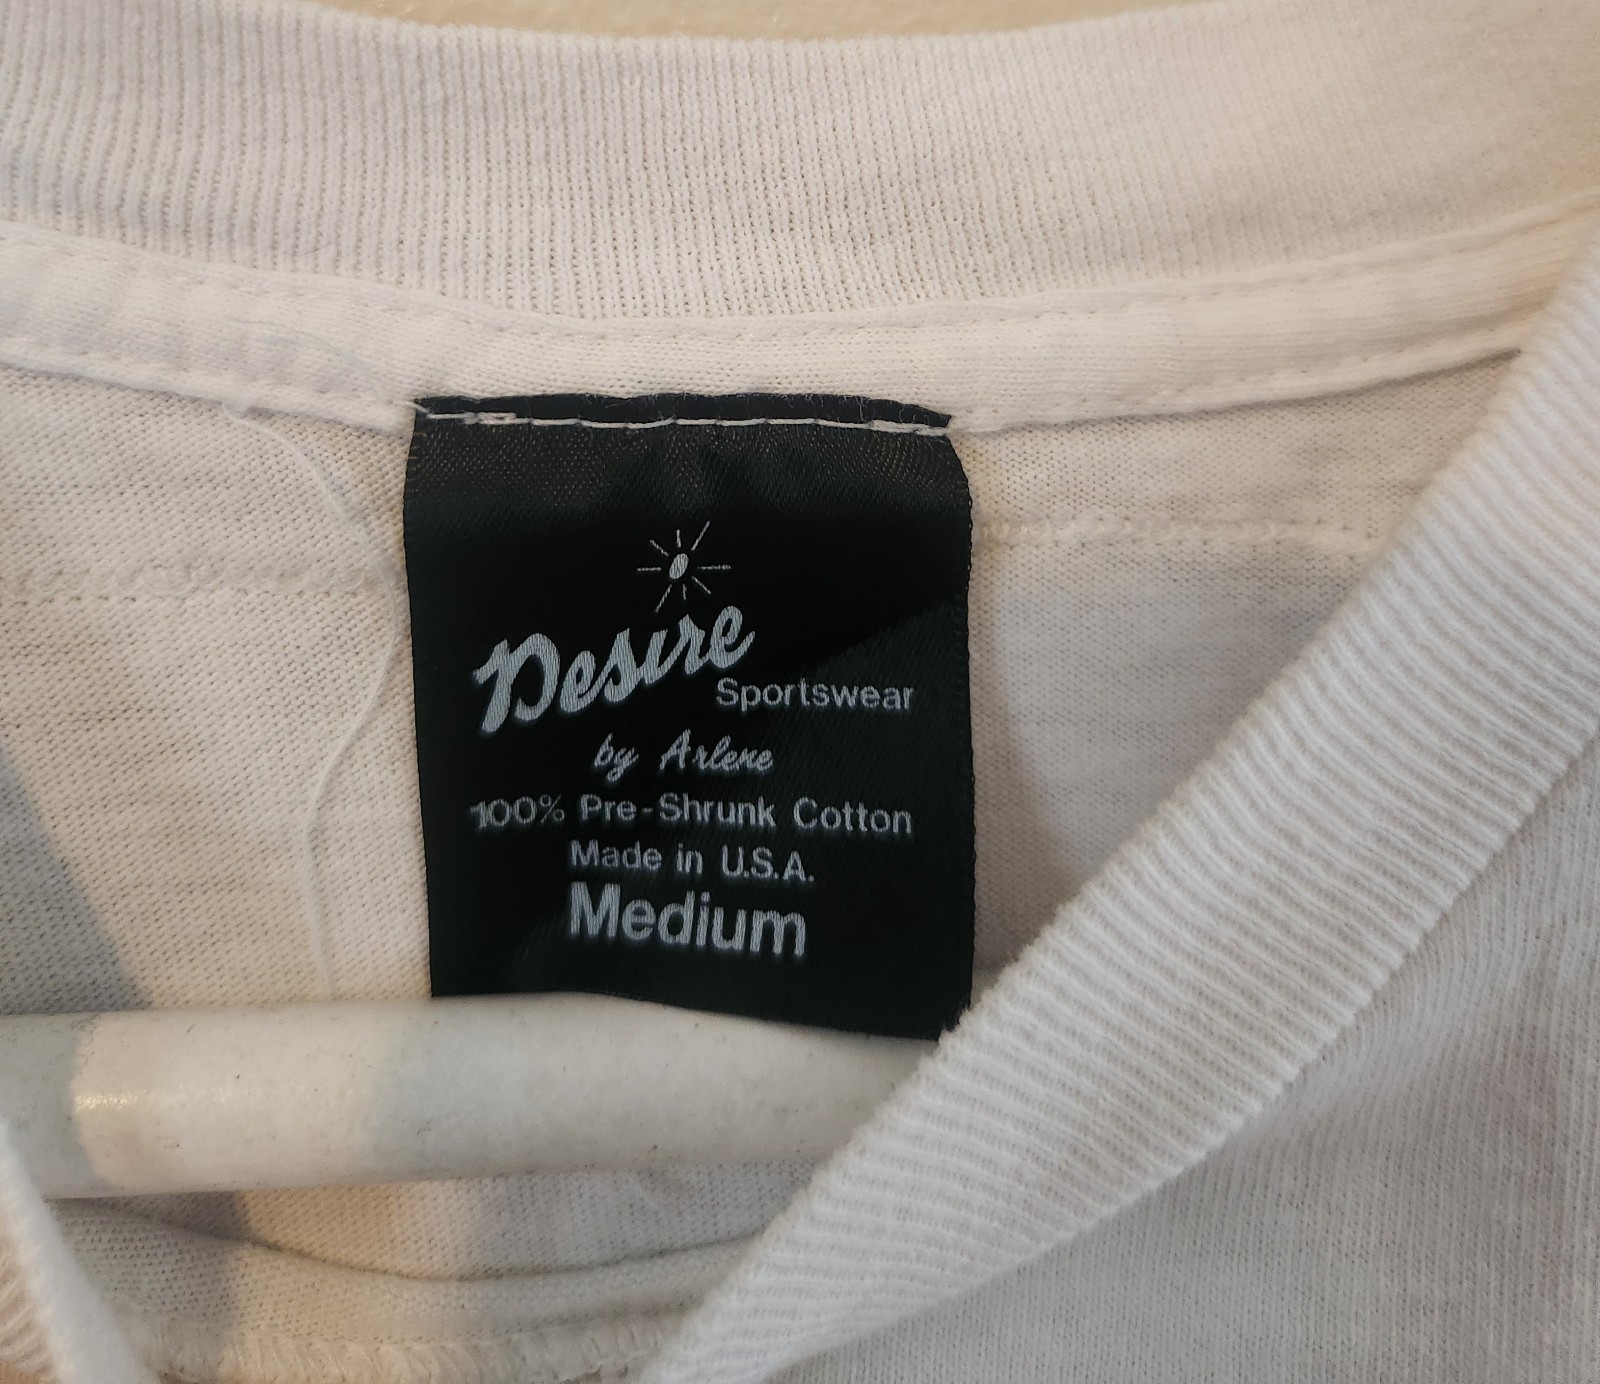 Desire
Sportswear
by Arlene
100% Pre-Shrunk Cotton
Made in U.S.A.
Medium